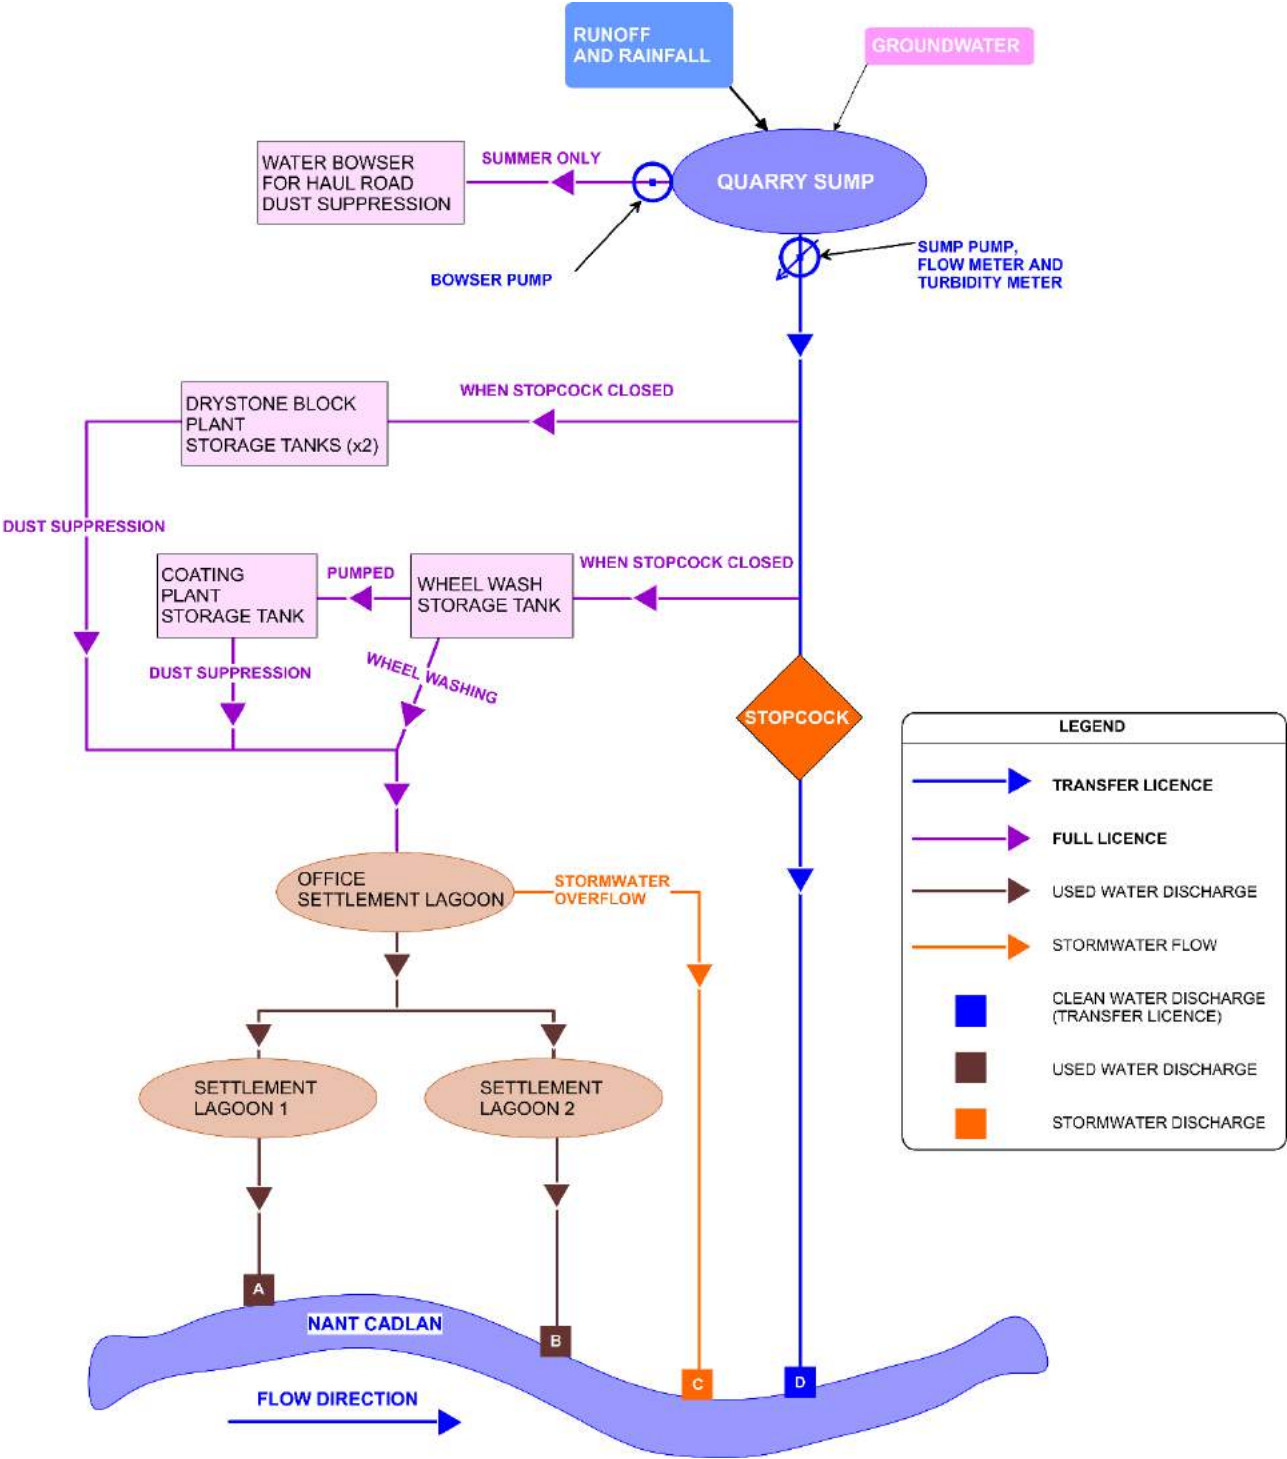 RUNOFF
AND RAINFALL
GROUNDWATER
WATER BOWSER
FOR HAUL ROAD
DUST SUPPRESSION
SUMMER ONLY
QUARRY SUMP
BOWSER PUMP
SUMP PUMP,
FLOW METER AND
TURBIDITY METER
DRYSTONE BLOCK
PLANT
STORAGE TANKS (x2)
WHEN STOPCOCK CLOSED
DUST SUPPRESSION
COATING
PLANT
STORAGE TANK
PUMPED
WHEEL WASH
STORAGE TANK
WHEN STOPCOCK CLOSED
DUST SUPPRESSION
WHEEL WASHING
STOPCOCK
OFFICE
SETTLEMENT LAGOON
STORMWATER
OVERFLOW
SETTLEMENT
LAGOON 1
SETTLEMENT
LAGOON 2
A
B
C
D
NANT CADLAN
FLOW DIRECTION
LEGEND
TRANSFER LICENCE
FULL LICENCE
USED WATER DISCHARGE
STORMWATER FLOW
CLEAN WATER DISCHARGE
(TRANSFER LICENCE)
USED WATER DISCHARGE
STORMWATER DISCHARGE